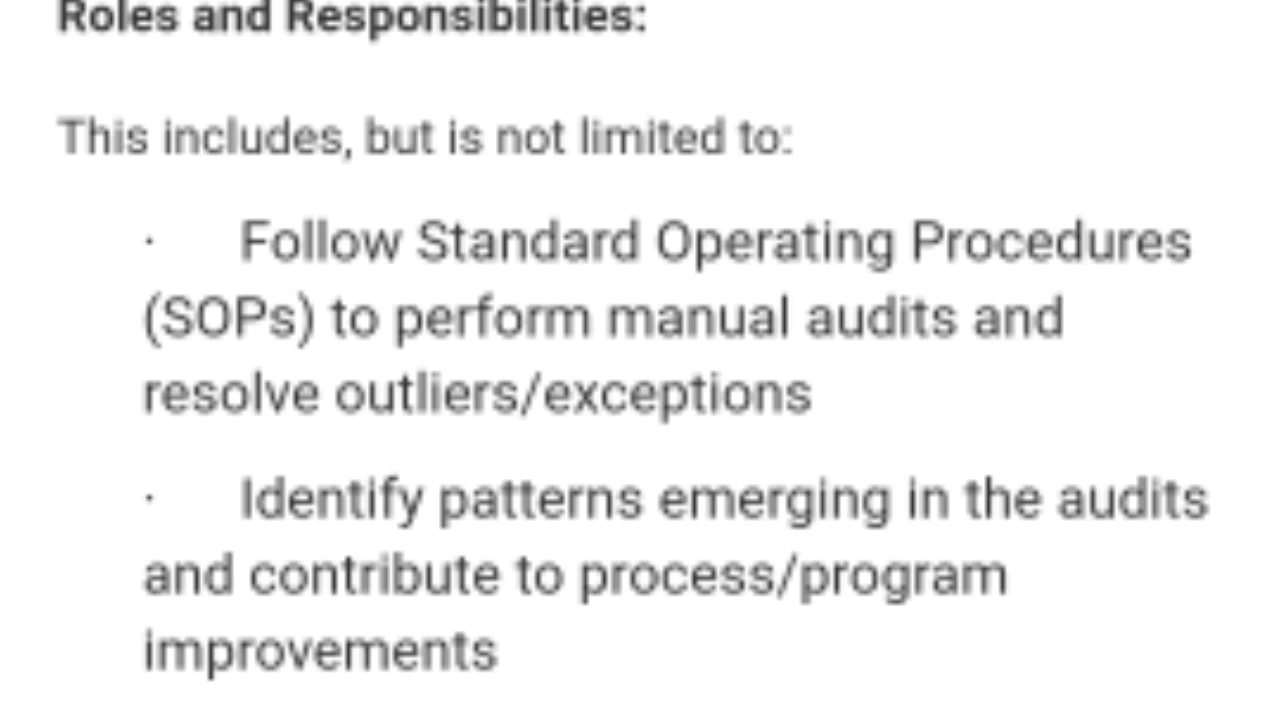 Roles and Responsibilities:
This includes, but is not limited to:
· Follow Standard Operating Procedures
(SOPs) to perform manual audits and
resolve outliers/exceptions
· Identify patterns emerging in the audits
and contribute to process/program
improvements